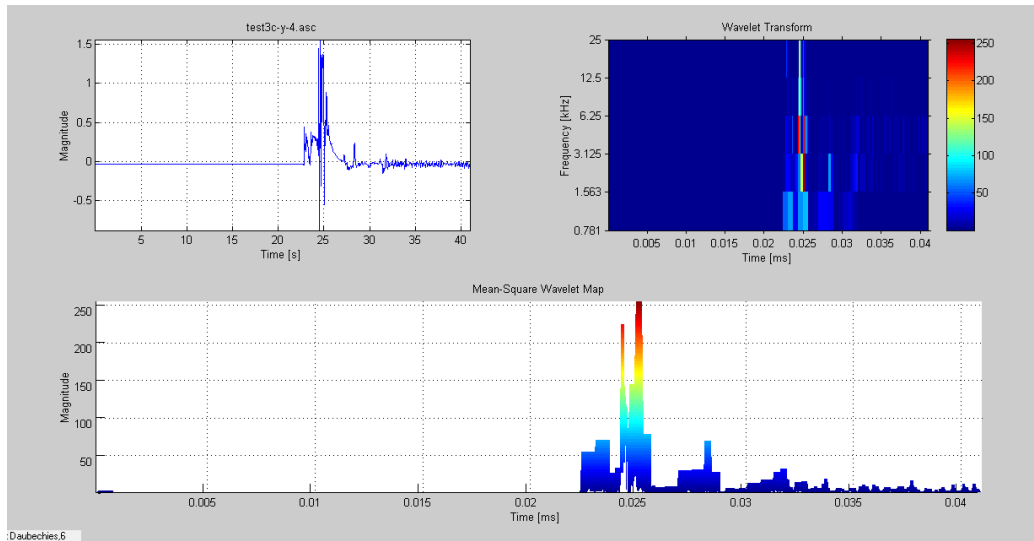 test3c-y-4.asc
1.5
1
0.5
0
-0.5
Magnitude
5 10 15 20 25 30 35 40
Time [s]
Wavelet Transform
25
12.5
6.25
3.125
1.563
0.781
Frequency [kHz]
0.005 0.01 0.015 0.02 0.025 0.03 0.035 0.04
Time [ms]
250
200
150
100
50
Mean-Square Wavelet Map
250
200
150
100
50
Magnitude
0.005 0.01 0.015 0.02 0.025 0.03 0.035 0.04
Time [ms]
:Daubechies,6